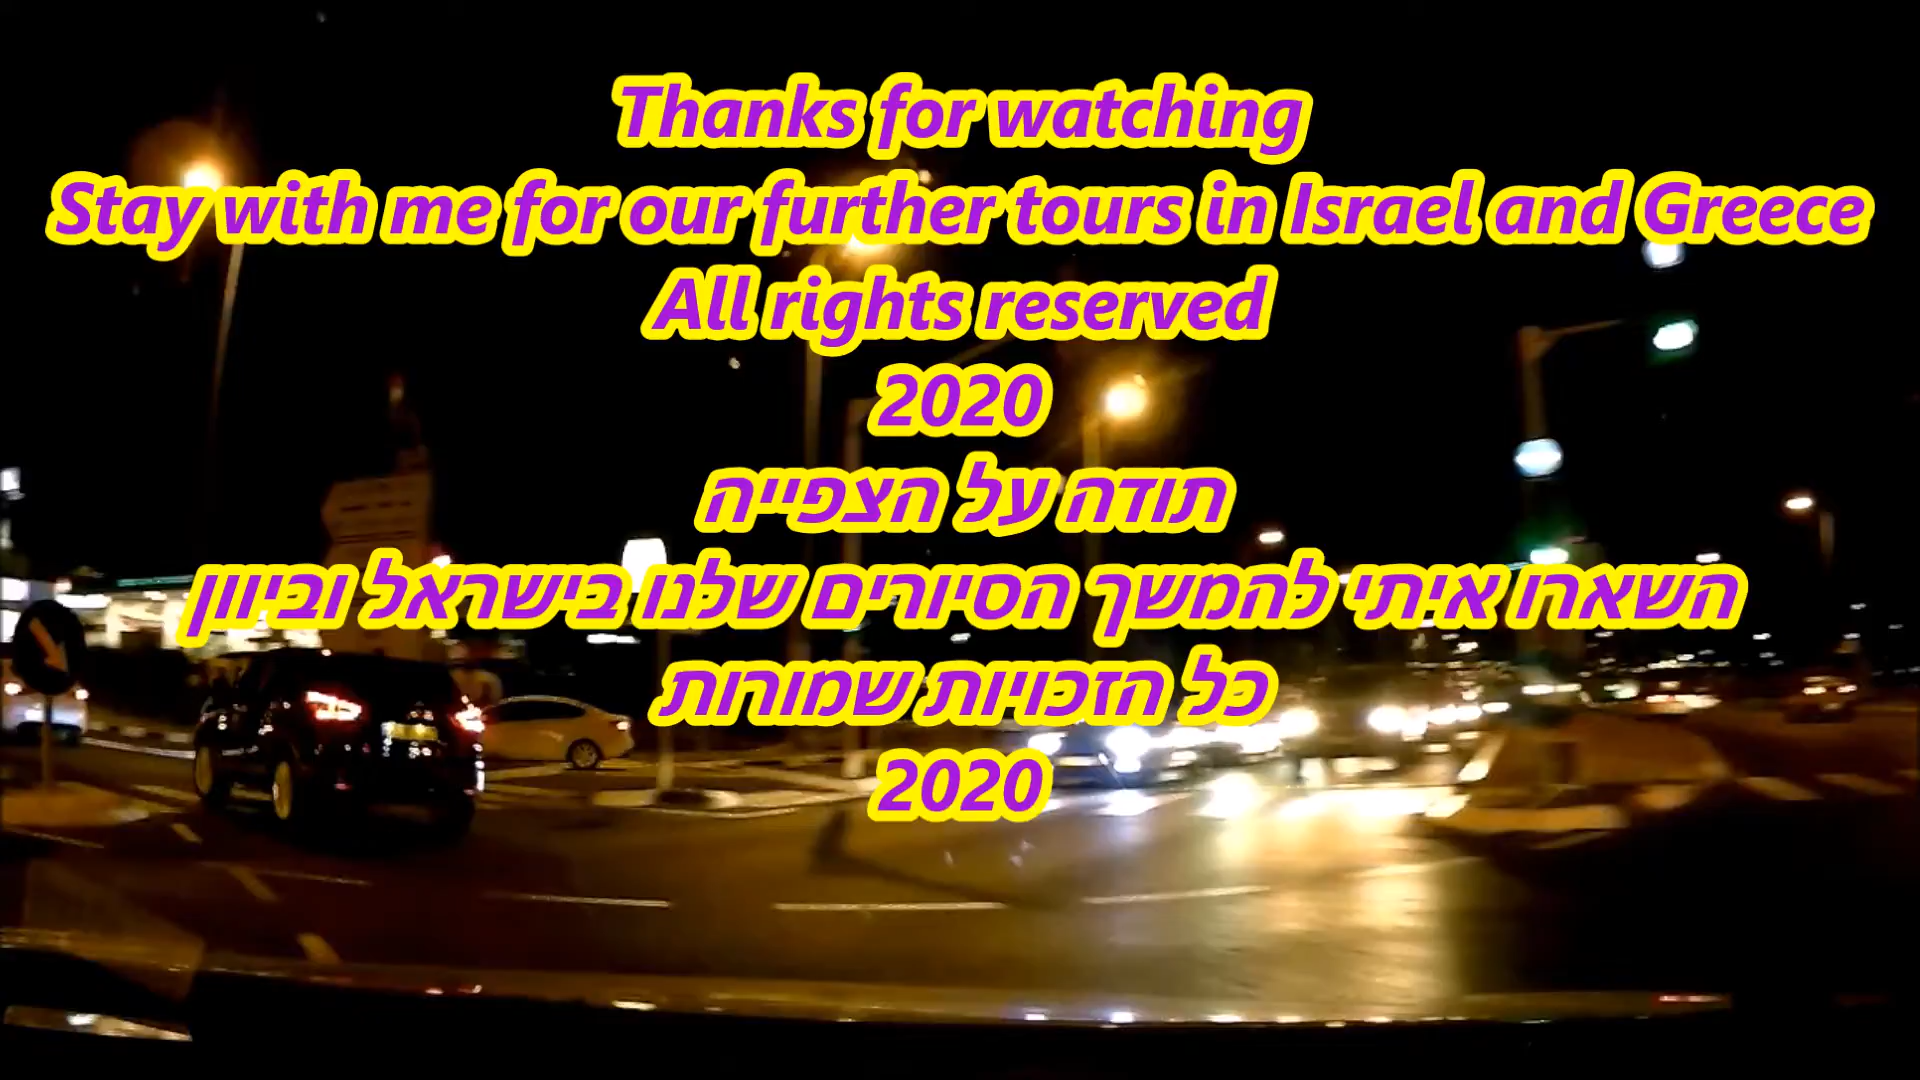 Thanks for watching
Stay with me for our further tours in Israel and Greece
All rights reserved
2020
תודה על הצפייה
השארו איתי להמשך הסיורים שלנו בישראל וביוון
כל הזכויות שמורות
2020